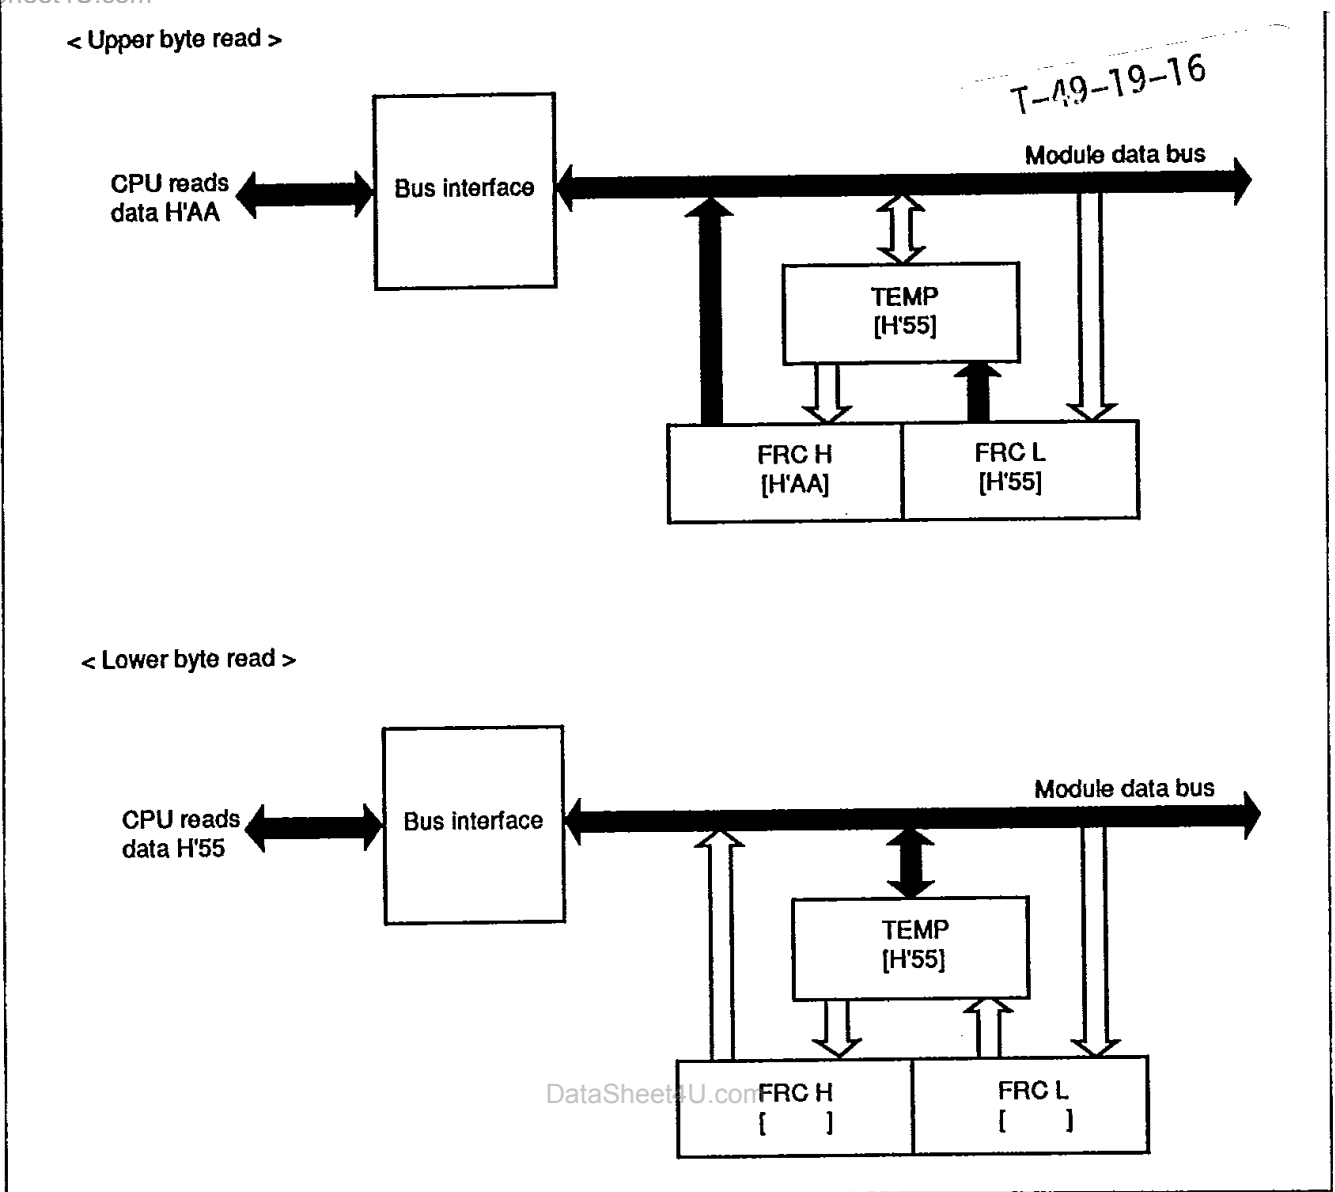 < Upper byte read >
T-49-19-16
Module data bus
CPU reads
data H'AA
Bus interface
TEMP
[H'55]
FRC H
[H'AA]
FRC L
[H'55]
< Lower byte read >
Module data bus
CPU reads
data H'55
Bus interface
TEMP
[H'55]
DataSheet4U.com
FRC H
[ ]
FRC L
[ ]